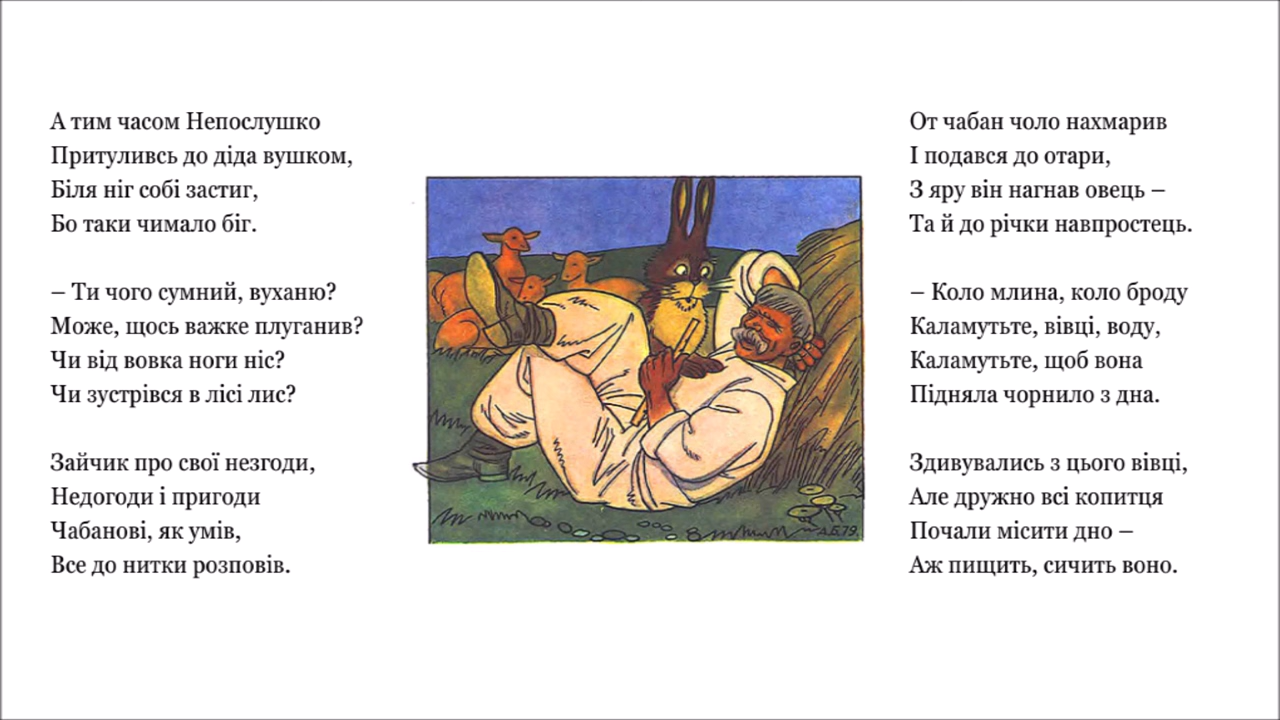 А тим часом Непослушко
Притуливсь до діда вушком,
Біля ніг собі застиг,
Бо таки чимало біг.
– Ти чого сумний, вуханю?
Може, щось важке плуганив?
Чи від вовка ноги ніс?
Чи зустрівся в лісі лис?
Зайчик про свої незгоди,
Недогоди і пригоди
Чабанові, як умів,
Все до нитки розповів.
А.Б.79.
От чабан чоло нахмарив
І подався до отари,
З яру він нагнав овець –
Та й до річки навпростець.
– Коло млина, коло броду
Каламутьте, вівці, воду,
Каламутьте, щоб вона
Підняла чорнило з дна.
Здивувались з цього вівці,
Але дружно всі копитця
Почали місити дно –
Аж пищить, сичить воно.